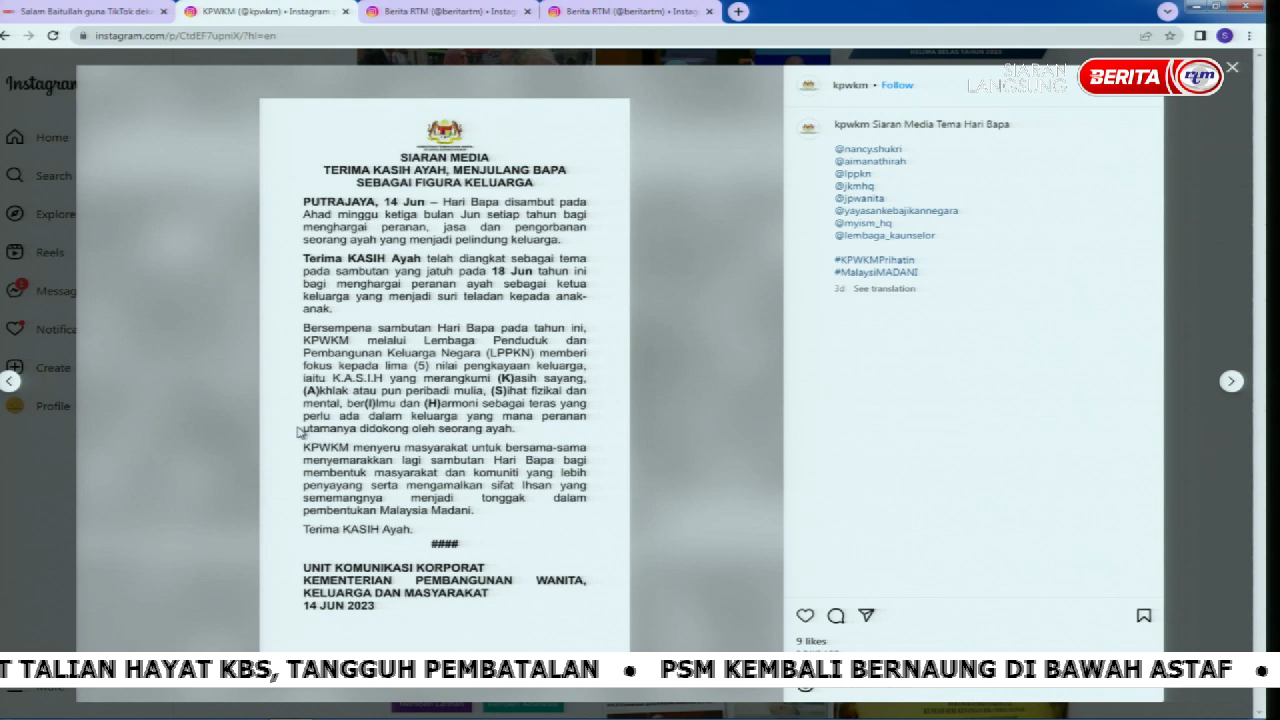 Salam Baitullah guna TikTok dek
KPWKM (@kpwkm) • Instagram
Berita RTM (@beritartm) • Instag
Berita RTM (@beritartm) • Instag
instagram.com/p/CtdEF7upniX/?hl=en
SIARAN
LANGSUNG
BERITA rtm
Instagram
Home
Search
Explore
Reels
Messag
Notifica
Create
Profile
SIARAN MEDIA
TERIMA KASIH AYAH, MENJULANG BAPA
SEBAGAI FIGURA KELUARGA
PUTRAJAYA, 14 Jun – Hari Bapa disambut pada
Ahad minggu ketiga bulan Jun setiap tahun bagi
menghargai peranan, jasa dan pengorbanan
seorang ayah yang menjadi pelindung keluarga.
Terima KASIH Ayah telah diangkat sebagai tema
pada sambutan yang jatuh pada 18 Jun tahun ini
bagi menghargai peranan ayah sebagai ketua
keluarga yang menjadi suri teladan kepada anak-
anak.
Bersempena sambutan Hari Bapa pada tahun ini,
KPWKM melalui Lembaga Penduduk dan
Pembangunan Keluarga Negara (LPPKN) memberi
fokus kepada lima (5) nilai pengkayaan keluarga,
iaitu K.A.S.I.H yang merangkumi (K)asih sayang,
(A)khlak atau pun peribadi mulia, (S)ihat fizikal dan
mental, ber(I)lmu dan (H)armoni sebagai teras yang
perlu ada dalam keluarga yang mana peranan
utamanya didokong oleh seorang ayah.
KPWKM menyeru masyarakat untuk bersama-sama
menyemarakkan lagi sambutan Hari Bapa bagi
membentuk masyarakat dan komuniti yang lebih
penyayang serta mengamalkan sifat Ihsan yang
sememangnya menjadi tonggak dalam
pembentukan Malaysia Madani.
Terima KASIH Ayah.
####
UNIT KOMUNIKASI KORPORAT
KEMENTERIAN PEMBANGUNAN WANITA,
KELUARGA DAN MASYARAKAT
14 JUN 2023
kpwkm • Follow
kpwkm Siaran Media Tema Hari Bapa
@nancy.shukri
@aimanathirah
@lppkn
@jkmhq
@jpwanita
@yayasankebajikannegara
@myism_hq
@lembaga_kaunselor
#KPWKMPrihatin
#MalaysiMADANI
3d See translation
9 likes
T TALIAN HAYAT KBS, TANGGUH PEMBATALAN • PSM KEMBALI BERNAUNG DI BAWAH ASTAF •